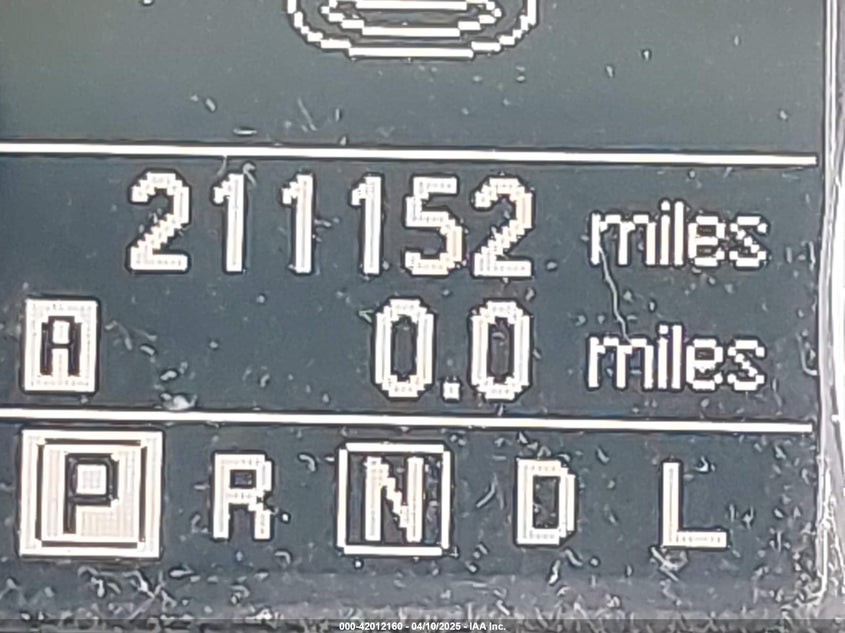 211152 miles
A 0.0 miles
P R N D L
000-42012160 - 04/10/2025 - IAA Inc.